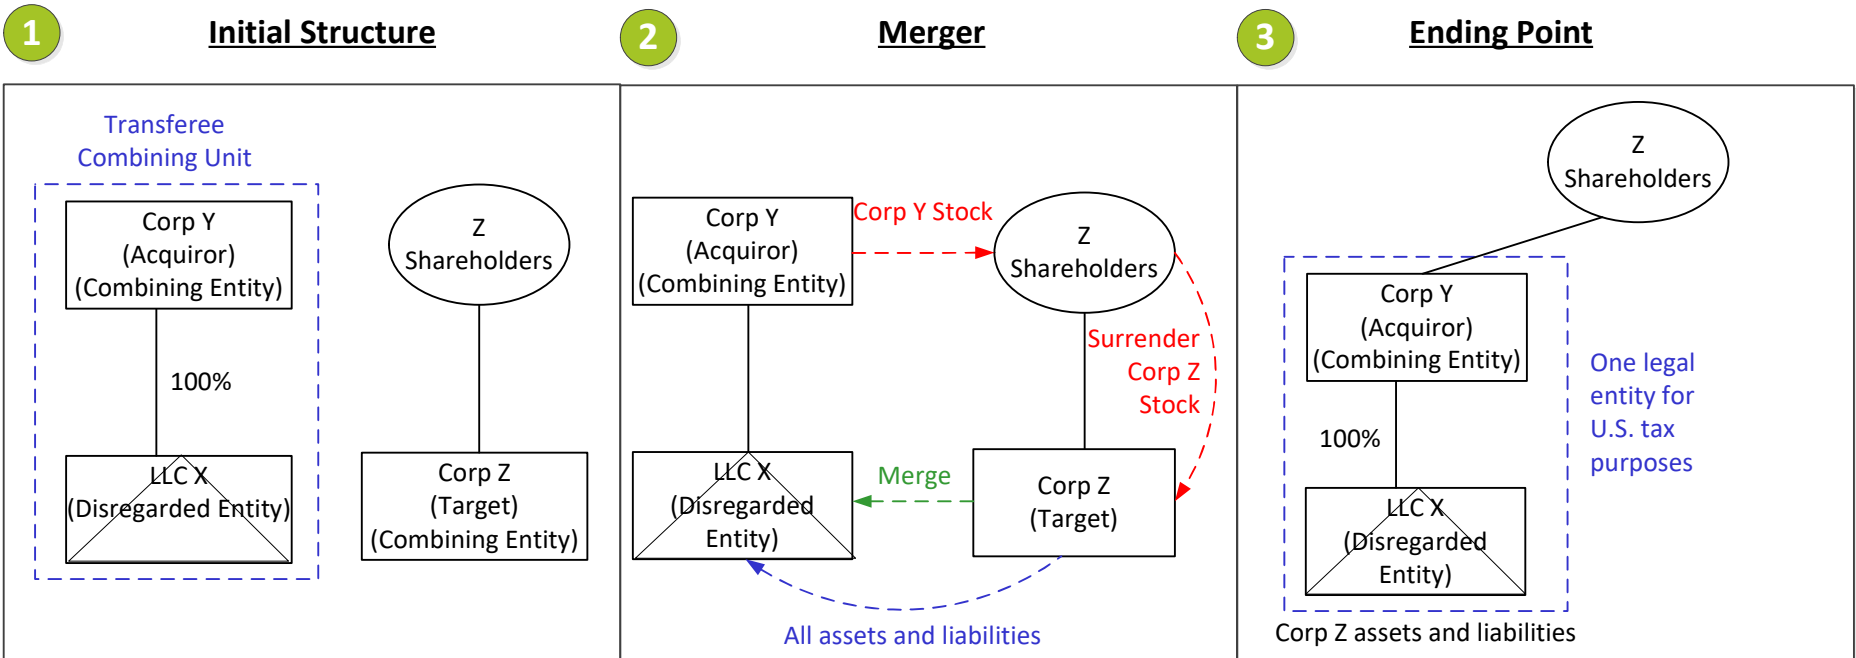 1
Initial Structure
2
Merger
3
Ending Point
Transferee
Combining Unit
Corp Y
(Acquiror)
(Combining Entity)
100%
LLC X
(Disregarded Entity)
Z
Shareholders
Corp Z
(Target)
(Combining Entity)
Corp Y
(Acquiror)
(Combining Entity)
Corp Y Stock
Z
Shareholders
Surrender
Corp Z
Stock
LLC X
(Disregarded
Entity)
Merge
Corp Z
(Target)
All assets and liabilities
Z
Shareholders
Corp Y
(Acquiror)
(Combining Entity)
100%
LLC X
(Disregarded
Entity)
One legal
entity for
U.S. tax
purposes
Corp Z assets and liabilities